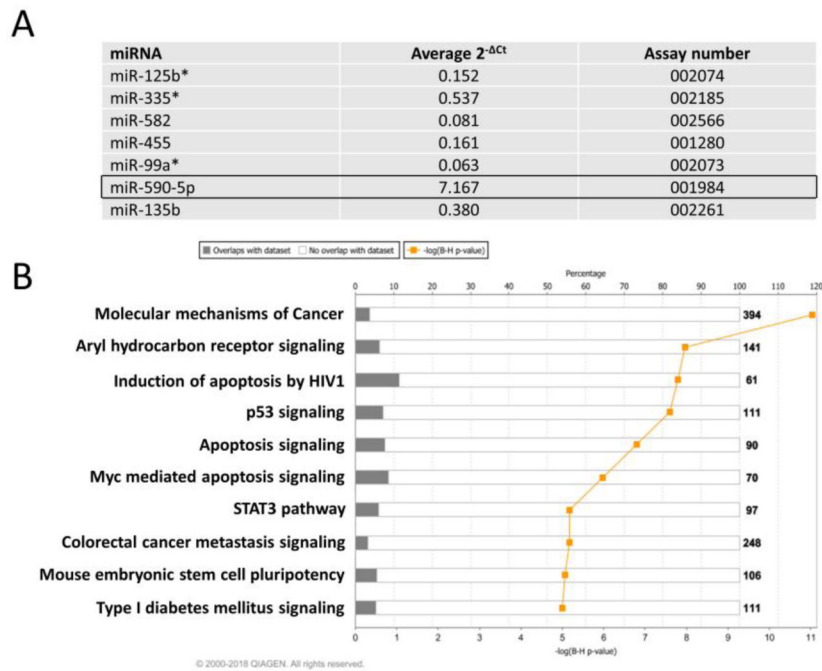 A
miRNA Average 2^-ΔCt Assay number
miR-125b* 0.152 002074
miR-335* 0.537 002185
miR-582 0.081 002566
miR-455 0.161 001280
miR-99a* 0.063 002073
miR-590-5p 7.167 001984
miR-135b 0.380 002261
Overlaps with dataset No overlap with dataset -log(B-H p-value)
B
Percentage
0 10 20 30 40 50 60 70 80 90 100 110 120
Molecular mechanisms of Cancer 394
Aryl hydrocarbon receptor signaling 141
Induction of apoptosis by HIV1 61
p53 signaling 111
Apoptosis signaling 90
Myc mediated apoptosis signaling 70
STAT3 pathway 97
Colorectal cancer metastasis signaling 248
Mouse embryonic stem cell pluripotency 106
Type I diabetes mellitus signaling 111
0 1 2 3 4 5 6 7 8 9 10 11
-log(B-H p-value)
© 2000-2018 QIAGEN. All rights reserved.